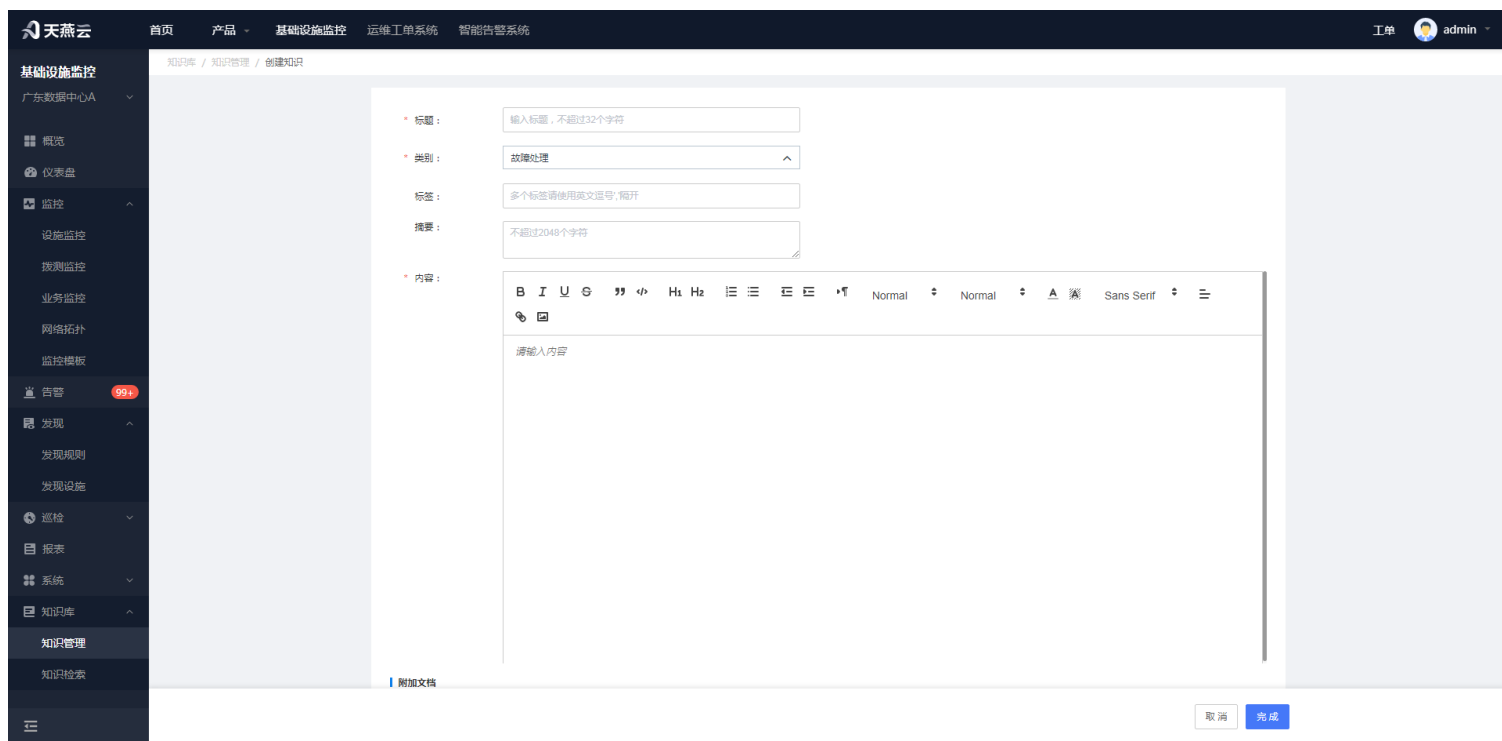 天燕云
首页 产品 基础设施监控 运维工单系统 智能告警系统 工单 admin
基础设施监控
广东数据中心A
概览
仪表盘
监控
设施监控
拨测监控
业务监控
网络拓扑
监控模板
告警 99+
发现
发现规则
发现设施
巡检
报表
系统
知识库
知识管理
知识检索
知识库 / 知识管理 / 创建知识
* 标题： 输入标题，不超过32个字符
* 类别： 故障处理
标签： 多个标签请使用英文逗号','隔开
摘要： 不超过2048个字符
* 内容：
B I U S H1 H2 Normal Normal A A Sans Serif
请输入内容
附加文档
取消 完成